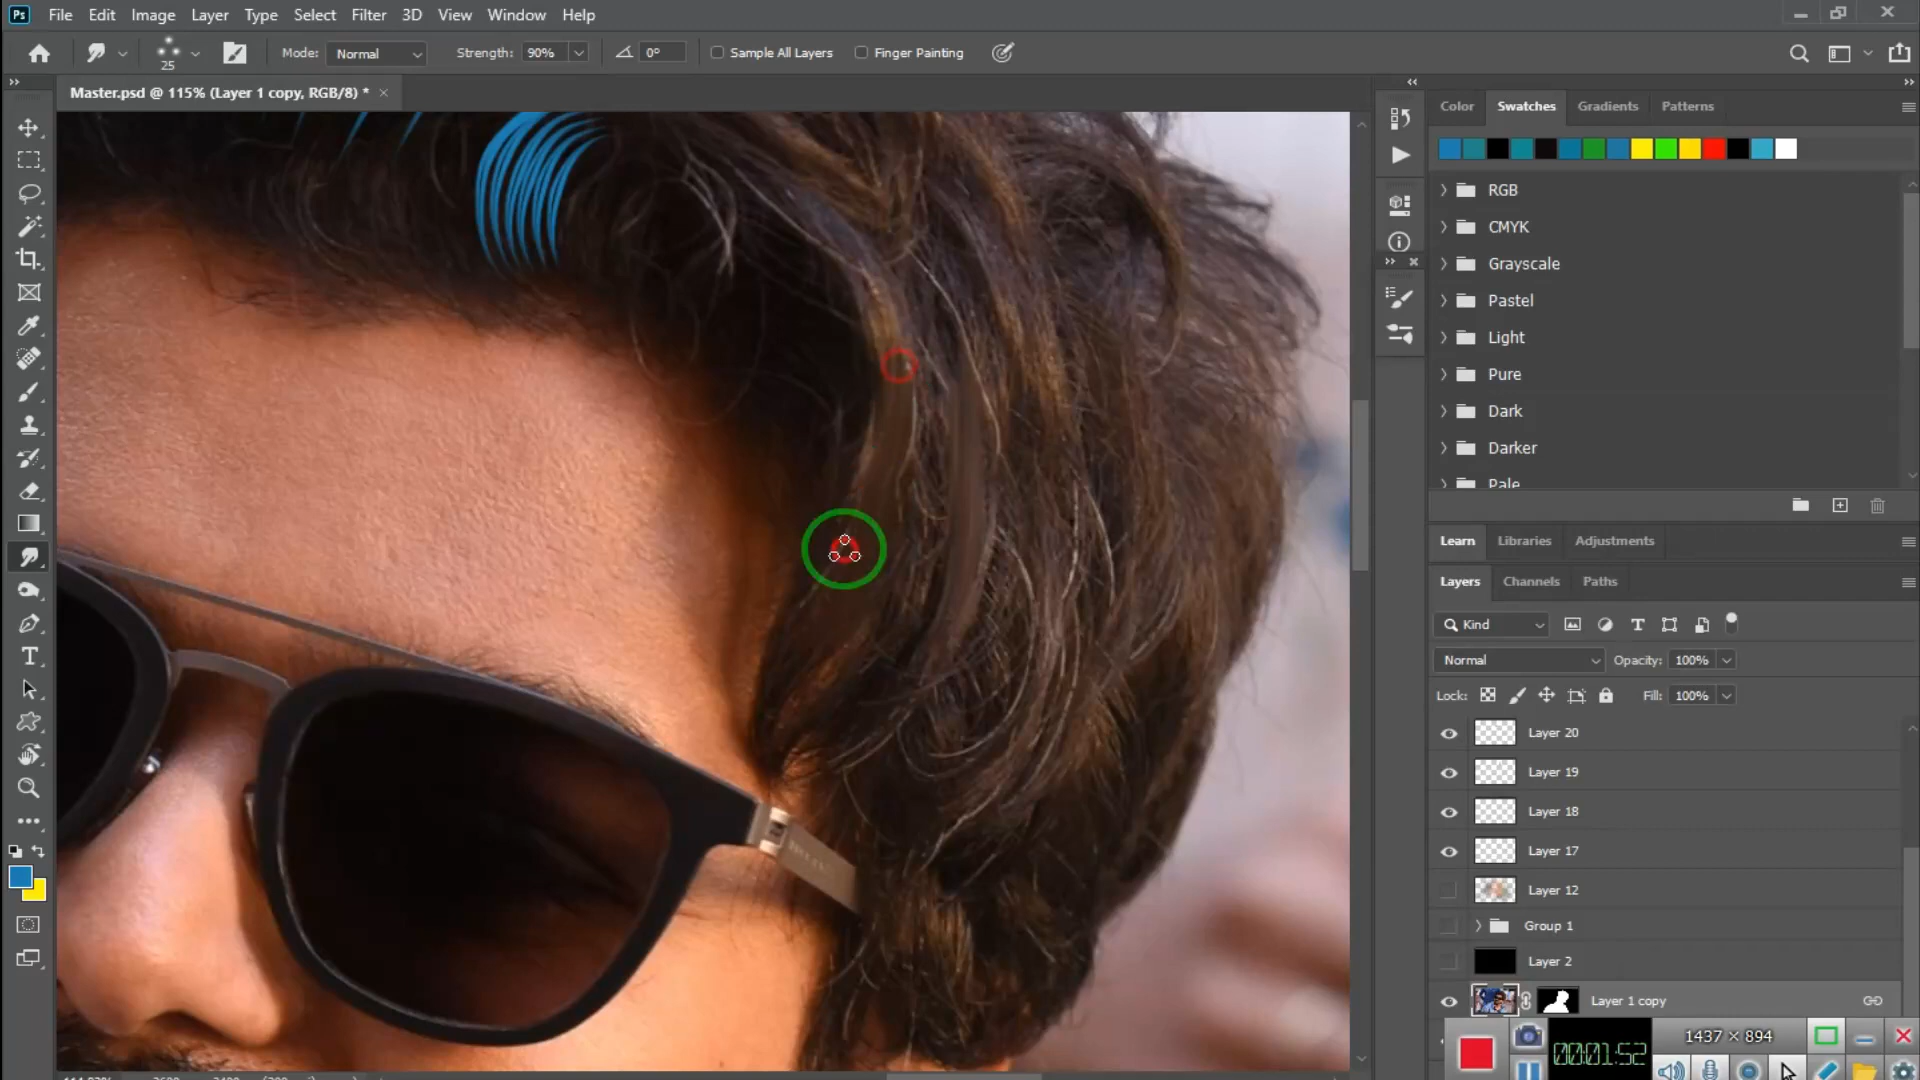 Ps File Edit Image Layer Type Select Filter 3D View Window Help
25 Mode: Normal Strength: 90% 0° Sample All Layers Finger Painting
Master.psd @ 115% (Layer 1 copy, RGB/8) *
Color Swatches Gradients Patterns
RGB
CMYK
Grayscale
Pastel
Light
Pure
Dark
Darker
Pale
Learn Libraries Adjustments
Layers Channels Paths
Kind
Normal Opacity: 100%
Lock: Fill: 100%
Layer 20
Layer 19
Layer 18
Layer 17
Layer 12
Group 1
Layer 2
Layer 1 copy
1437 × 894
00:01:52